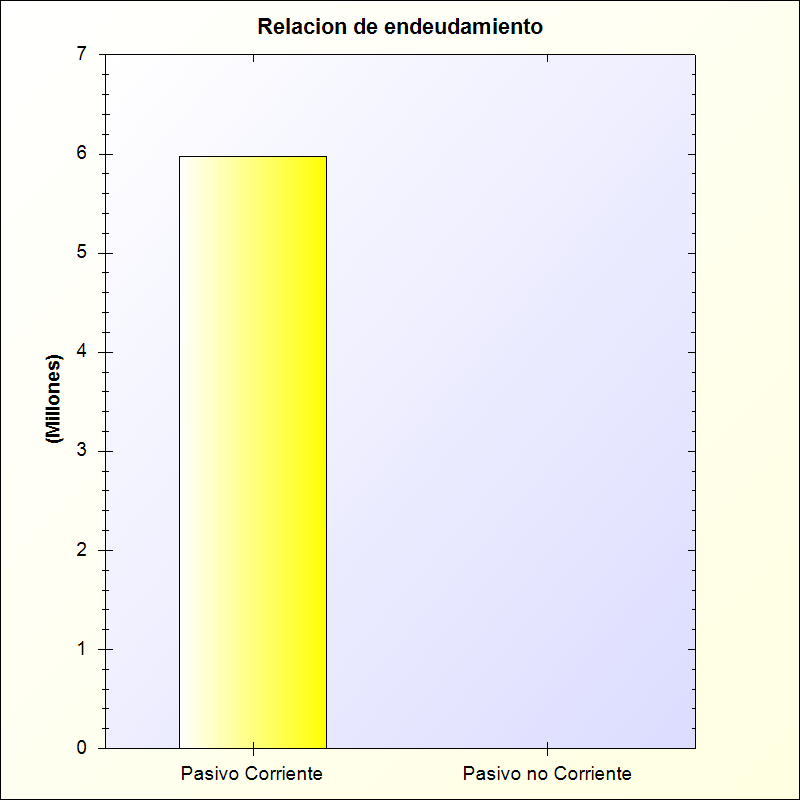 Relacion de endeudamiento
7
6
5
4
3
2
1
0
(Millones)
Pasivo Corriente
Pasivo no Corriente